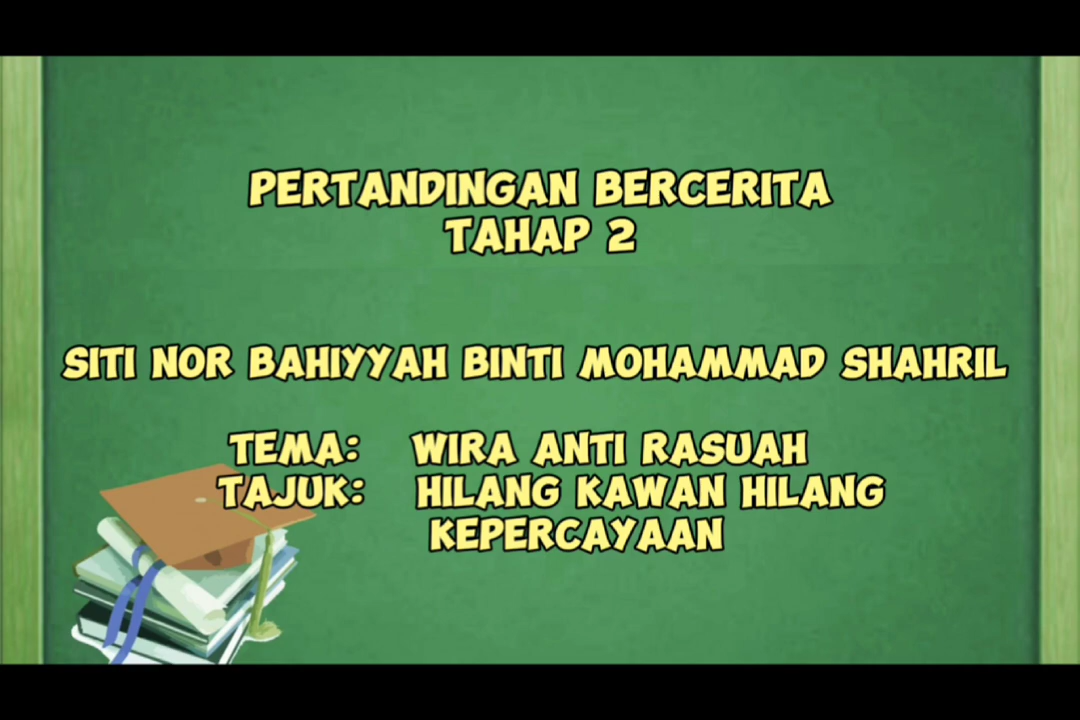 PERTANDINGAN BERCERITA
TAHAP 2
SITI NOR BAHIYYAH BINTI MOHAMMAD SHAHRIL
TEMA: WIRA ANTI RASUAH
TAJUK: HILANG KAWAN HILANG
KEPERCAYAAN